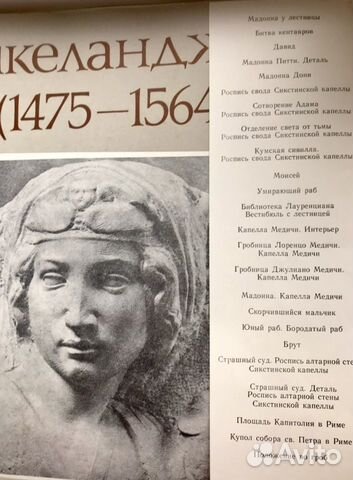 икеландж
(1475—1564
Мадонна у лестницы
Битва кентавров
Давид
Мадонна Питти. Деталь
Мадонна Дони
Роспись свода Сикстинской капеллы
Сотворение Адама
Роспись свода Сикстинской капеллы
Отделение света от тьмы
Роспись свода Сикстинской капеллы
Кумская сивилла.
Роспись свода Сикстинской капеллы
Моисей
Умирающий раб
Библиотека Лауренциана
Вестибюль с лестницей
Капелла Медичи. Интерьер
Гробница Лоренцо Медичи.
Капелла Медичи
Гробница Джулиано Медичи.
Капелла Медичи
Мадонна. Капелла Медичи
Скорчившийся мальчик
Юный раб. Бородатый раб
Брут
Страшный суд. Роспись алтарной стены
Сикстинской капеллы
Страшный суд. Деталь
Роспись алтарной стены
Сикстинской капеллы
Площадь Капитолия в Риме
Купол собора св. Петра в Риме
Положение во гроб
Avito